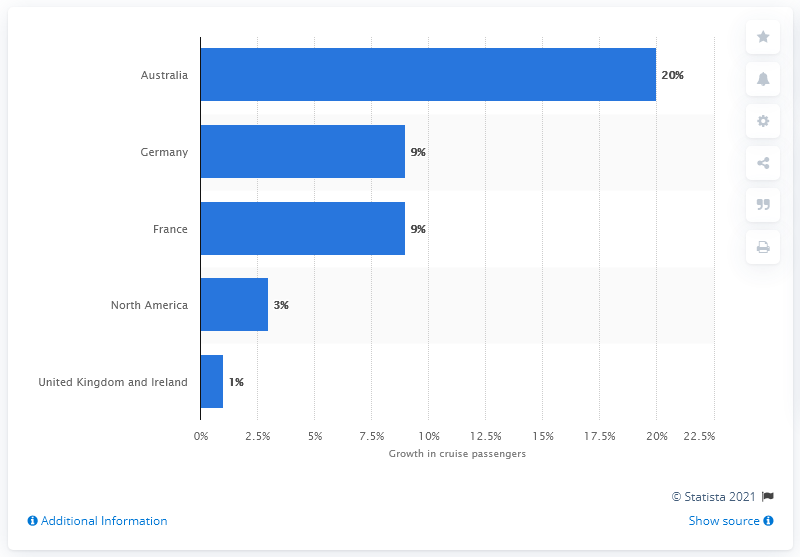 Australia 20%
Germany 9%
France 9%
North America 3%
United Kingdom and Ireland 1%
0% 2.5% 5% 7.5% 10% 12.5% 15% 17.5% 20% 22.5%
Growth in cruise passengers
© Statista 2021
Additional Information Show source